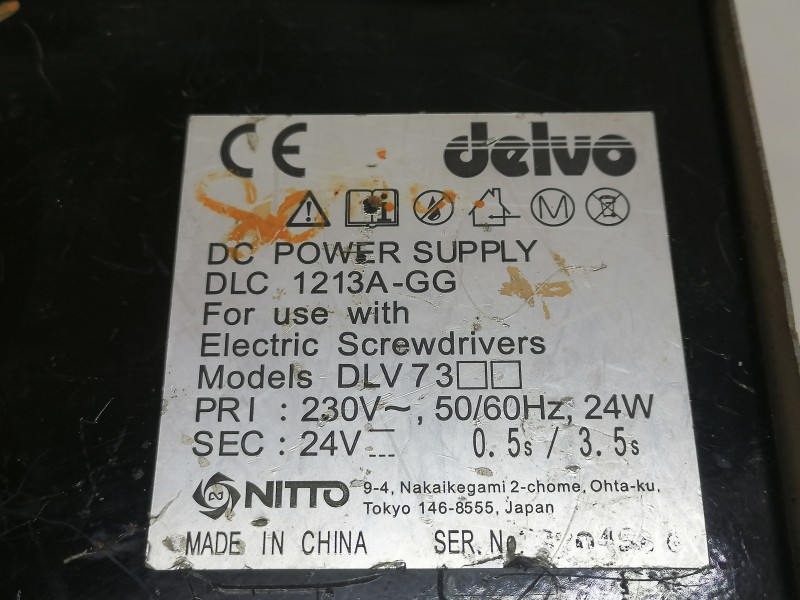 CE delvo
DC POWER SUPPLY
DLC 1213A-GG
For use with
Electric Screwdrivers
Models DLV73□□
PRI : 230V~, 50/60Hz, 24W
SEC : 24V⎓ 0.5s / 3.5s
NITTO 9-4, Nakaikegami 2-chome, Ohta-ku,
Tokyo 146-8555, Japan
MADE IN CHINA SER. No.